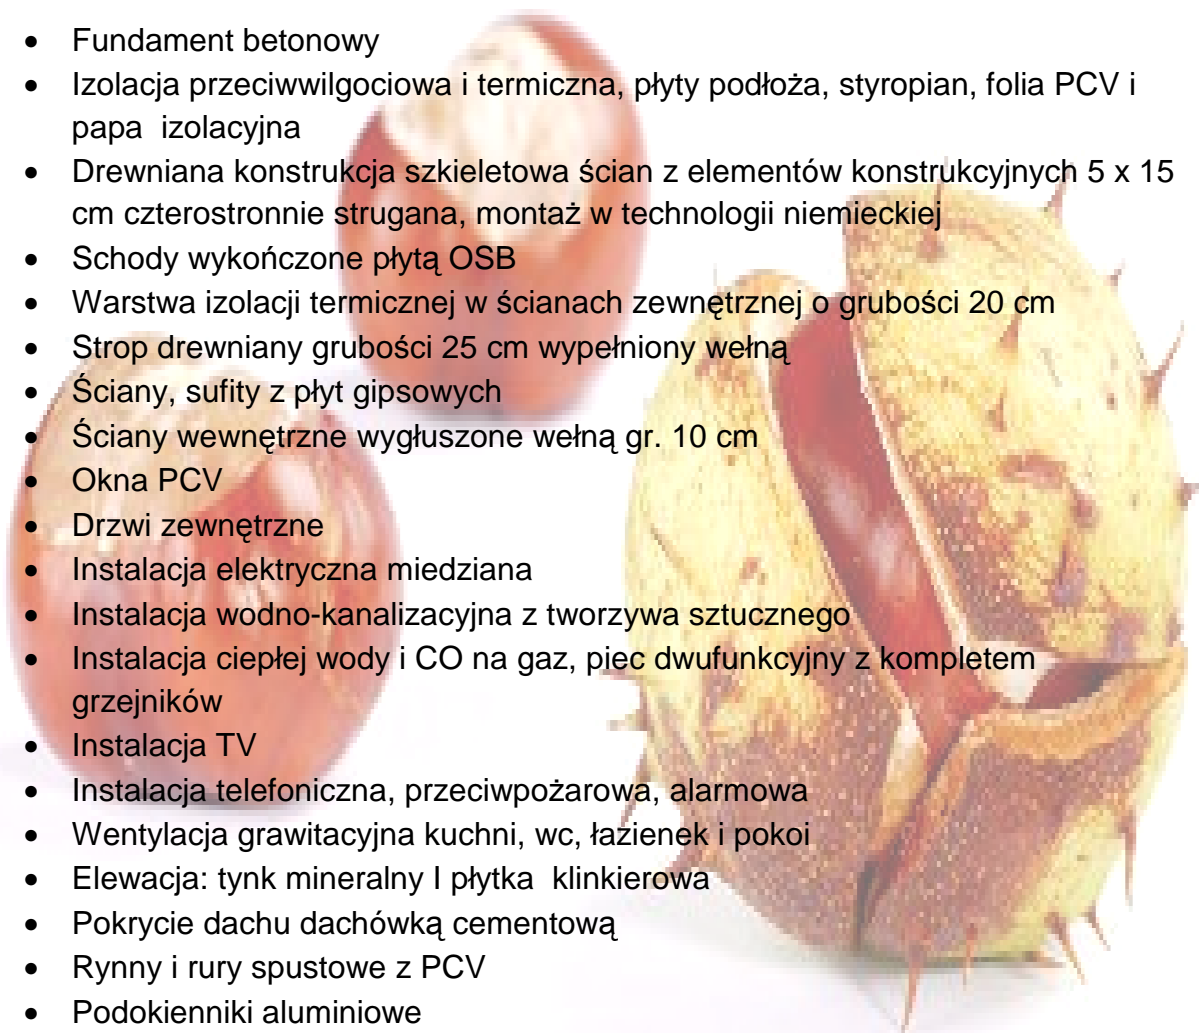 • Fundament betonowy
• Izolacja przeciwwilgociowa i termiczna, płyty podłoża, styropian, folia PCV i
papa  izolacyjna
• Drewniana konstrukcja szkieletowa ścian z elementów konstrukcyjnych 5 x 15
cm czterostronnie strugana, montaż w technologii niemieckiej
• Schody wykończone płytą OSB
• Warstwa izolacji termicznej w ścianach zewnętrznej o grubości 20 cm
• Strop drewniany grubości 25 cm wypełniony wełną
• Ściany, sufity z płyt gipsowych
• Ściany wewnętrzne wygłuszone wełną gr. 10 cm
• Okna PCV
• Drzwi zewnętrzne
• Instalacja elektryczna miedziana
• Instalacja wodno-kanalizacyjna z tworzywa sztucznego
• Instalacja ciepłej wody i CO na gaz, piec dwufunkcyjny z kompletem
grzejników
• Instalacja TV
• Instalacja telefoniczna, przeciwpożarowa, alarmowa
• Wentylacja grawitacyjna kuchni, wc, łazienek i pokoi
• Elewacja: tynk mineralny I płytka  klinkierowa
• Pokrycie dachu dachówką cementową
• Rynny i rury spustowe z PCV
• Podokienniki aluminiowe